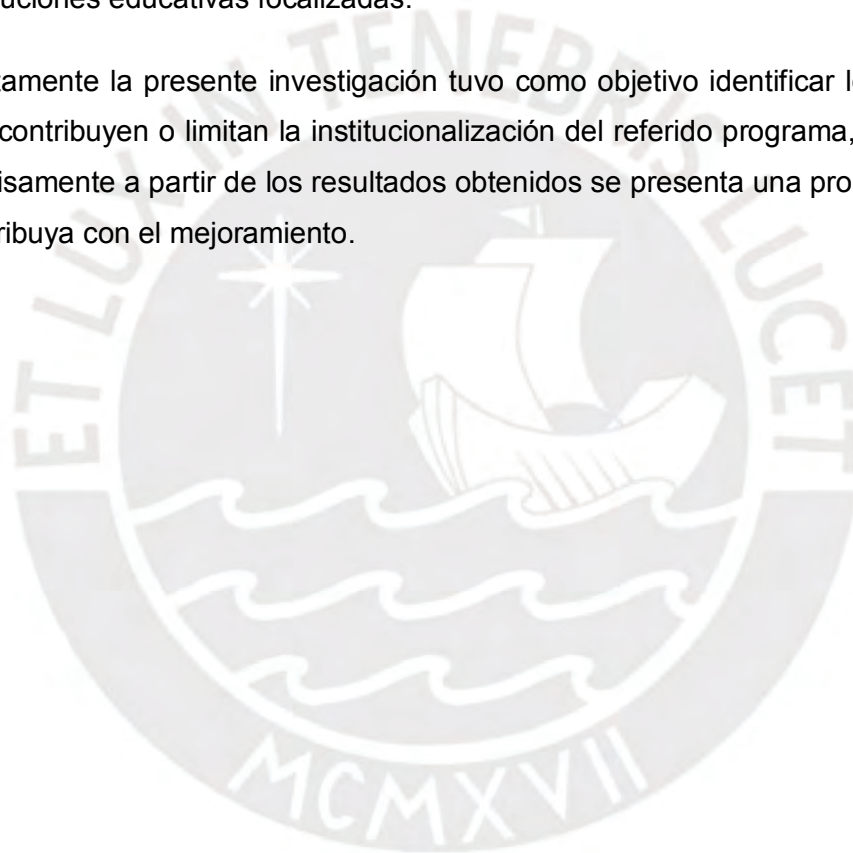 uciones educativas focalizadas.
tamente la presente investigación tuvo como objetivo identificar l
contribuyen o limitan la institucionalización del referido programa,
isamente a partir de los resultados obtenidos se presenta una pro
ribuya con el mejoramiento.
ET LUX IN TENEBRIS LUCET
MCMXVII